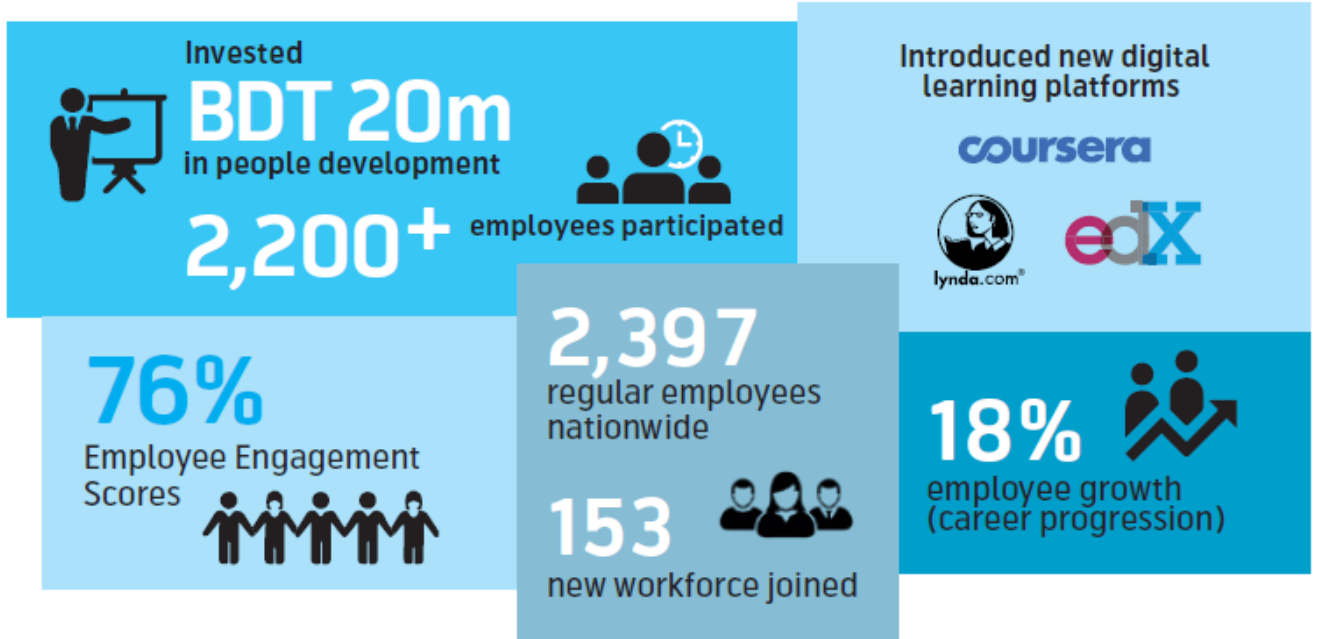 Invested
BDT 20m
in people development
2,200+ employees participated
Introduced new digital
learning platforms
coursera
lynda.com®
edX
76%
Employee Engagement
Scores
2,397
regular employees
nationwide
153
new workforce joined
18%
employee growth
(career progression)